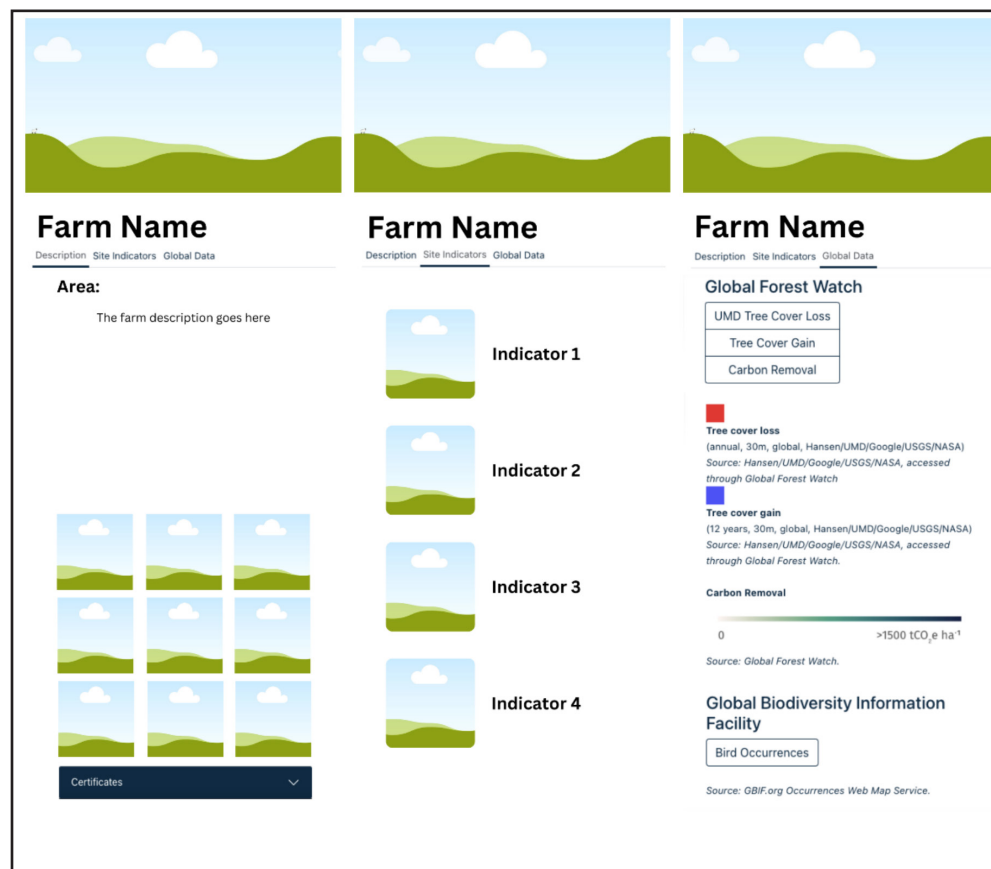 Farm Name
Description Site Indicators Global Data
Area:
The farm description goes here
Certificates
Farm Name
Description Site Indicators Global Data
Indicator 1
Indicator 2
Indicator 3
Indicator 4
Farm Name
Description Site Indicators Global Data
Global Forest Watch
UMD Tree Cover Loss
Tree Cover Gain
Carbon Removal
Tree cover loss
(annual, 30m, global, Hansen/UMD/Google/USGS/NASA)
Source: Hansen/UMD/Google/USGS/NASA, accessed
through Global Forest Watch
Tree cover gain
(12 years, 30m, global, Hansen/UMD/Google/USGS/NASA)
Source: Hansen/UMD/Google/USGS/NASA, accessed
through Global Forest Watch.
Carbon Removal
0 >1500 tCO₂e ha⁻¹
Source: Global Forest Watch.
Global Biodiversity Information
Facility
Bird Occurrences
Source: GBIF.org Occurrences Web Map Service.